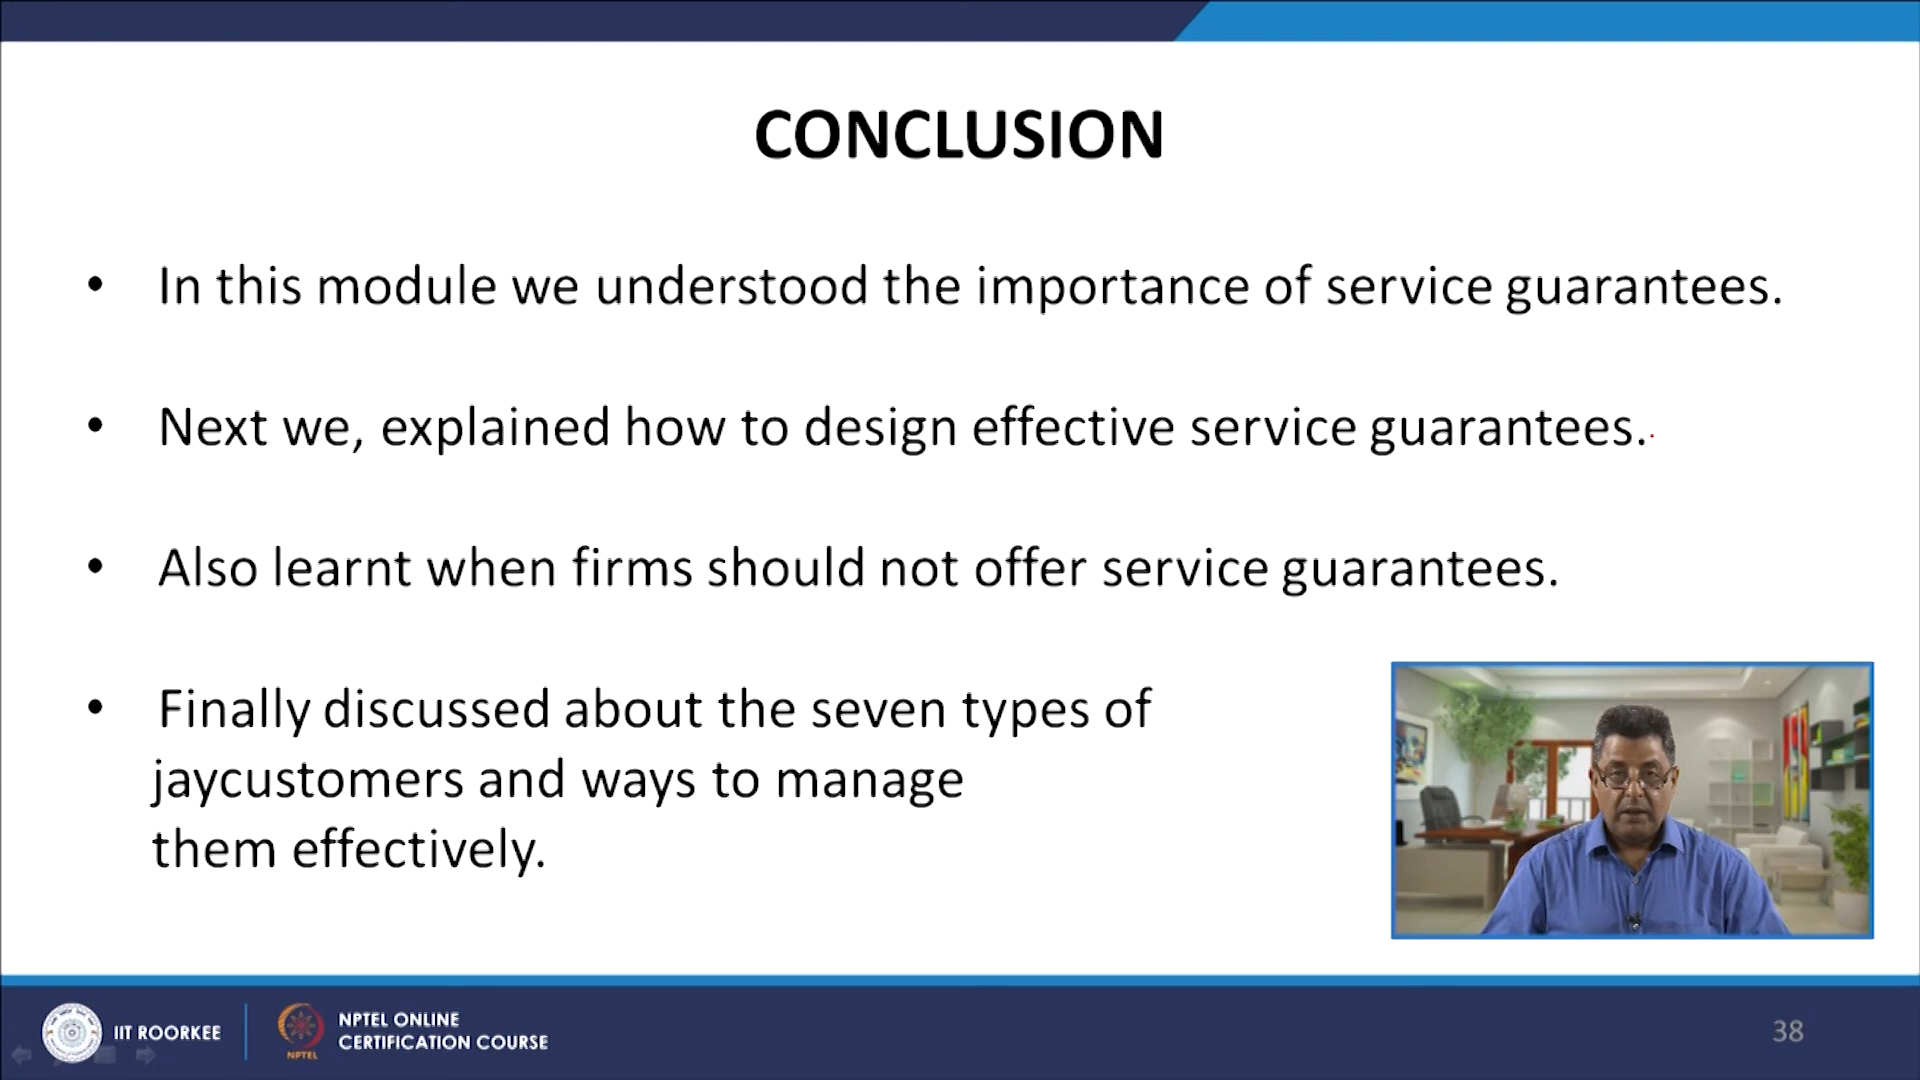 CONCLUSION
• In this module we understood the importance of service guarantees.
• Next we, explained how to design effective service guarantees.
• Also learnt when firms should not offer service guarantees.
• Finally discussed about the seven types of
jaycustomers and ways to manage
them effectively.
IIT ROORKEE
NPTEL
NPTEL ONLINE
CERTIFICATION COURSE
38